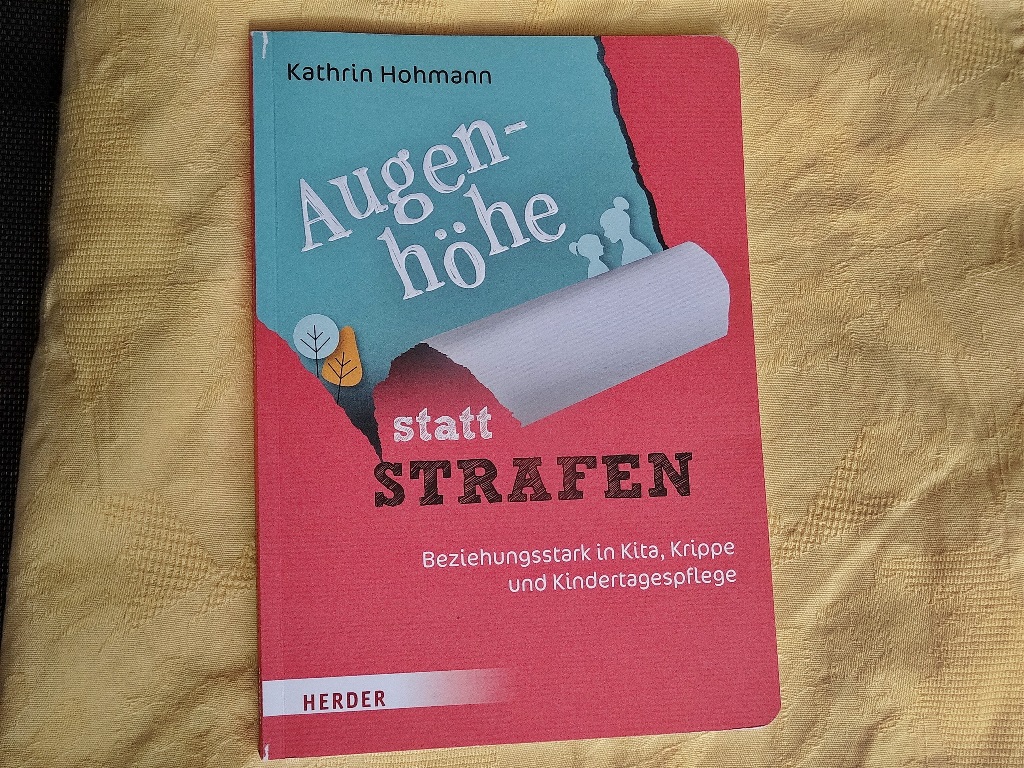 Kathrin Hohmann
Augen-
höhe
statt
STRAFEN
Beziehungsstark in Kita, Krippe
und Kindertagespflege
HERDER